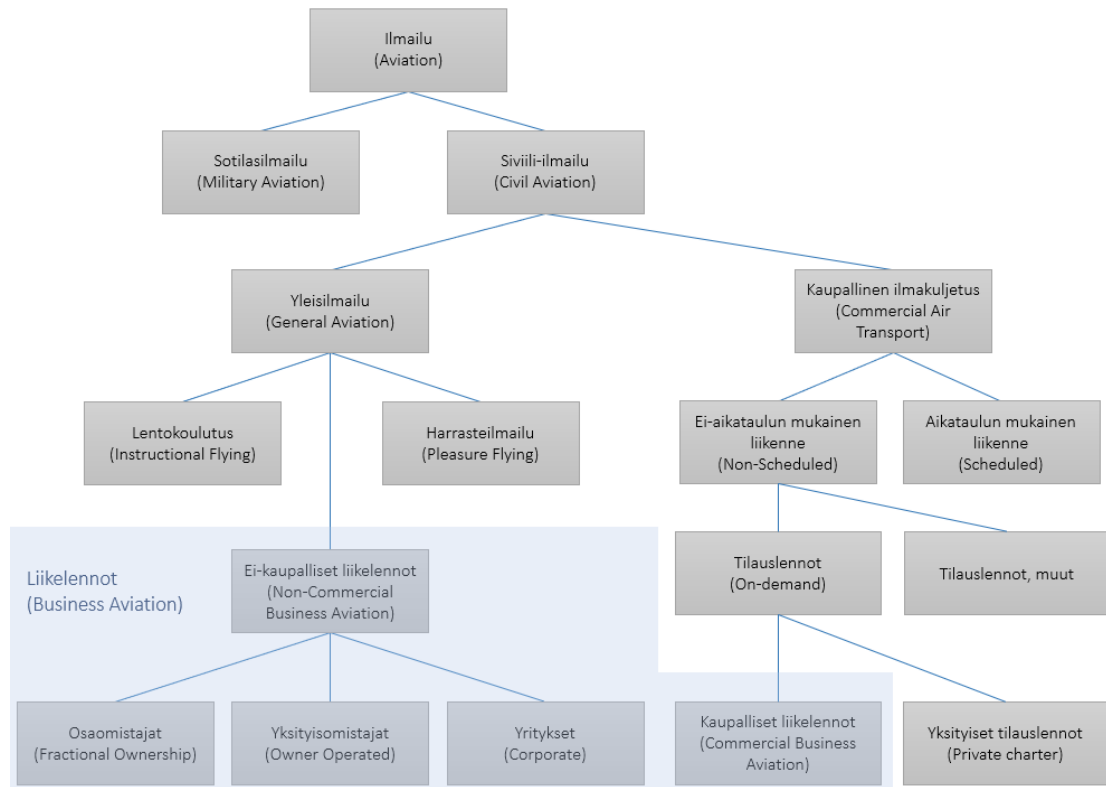 Ilmailu
(Aviation)
Sotilasilmailu
(Military Aviation)
Siviili-ilmailu
(Civil Aviation)
Yleisilmailu
(General Aviation)
Kaupallinen ilmakuljetus
(Commercial Air
Transport)
Lentokoulutus
(Instructional Flying)
Harrasteilmailu
(Pleasure Flying)
Ei-aikataulun mukainen
liikenne
(Non-Scheduled)
Aikataulun mukainen
liikenne
(Scheduled)
Liikelennot
(Business Aviation)
Ei-kaupalliset liikelennot
(Non-Commercial
Business Aviation)
Tilauslennot
(On-demand)
Tilauslennot, muut
Osaomistajat
(Fractional Ownership)
Yksityisomistajat
(Owner Operated)
Yritykset
(Corporate)
Kaupalliset liikelennot
(Commercial Business
Aviation)
Yksityiset tilauslennot
(Private charter)